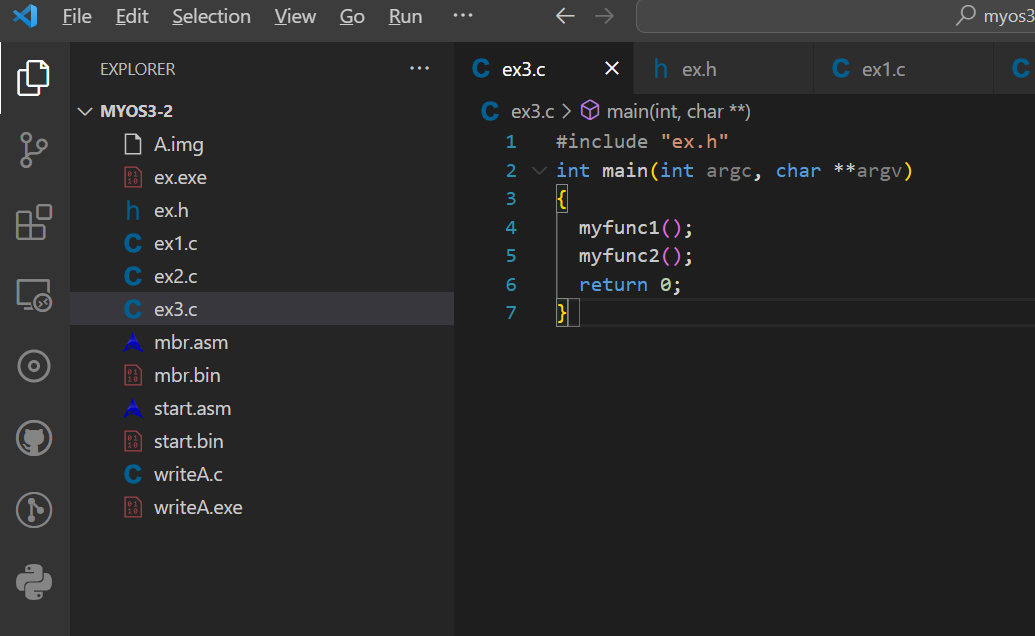 File Edit Selection View Go Run ··· myos3
EXPLORER ···
MYOS3-2
A.img
ex.exe
ex.h
ex1.c
ex2.c
ex3.c
mbr.asm
mbr.bin
start.asm
start.bin
writeA.c
writeA.exe
C ex3.c h ex.h C ex1.c C
C ex3.c > main(int, char **)
1 #include "ex.h"
2 int main(int argc, char **argv)
3 {
4 myfunc1();
5 myfunc2();
6 return 0;
7 }